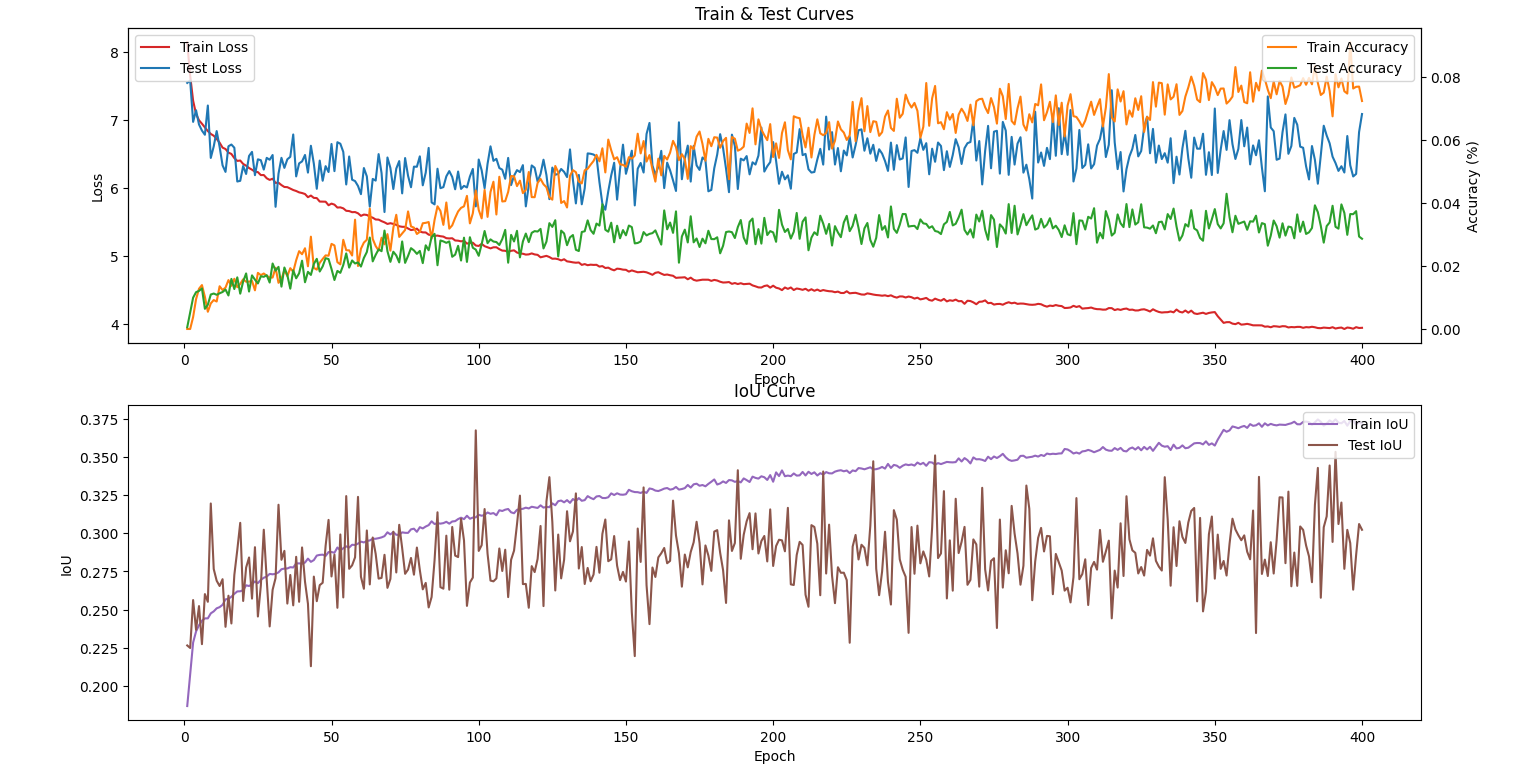 Train & Test Curves
Train Loss
Test Loss
Train Accuracy
Test Accuracy
8
7
6
5
4
Loss
0.08
0.06
0.04
0.02
0.00
Accuracy (%)
0
50
100
150
200
250
300
350
400
Epoch
IoU Curve
Train IoU
Test IoU
0.375
0.350
0.325
0.300
0.275
0.250
0.225
0.200
IoU
0
50
100
150
200
250
300
350
400
Epoch